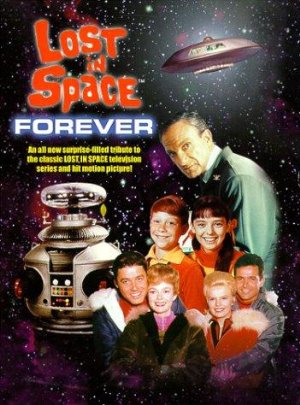 LOST
IN
SPACE™
FOREVER
An all new surprise-filled tribute to
the classic LOST IN SPACE television
series and hit motion picture!